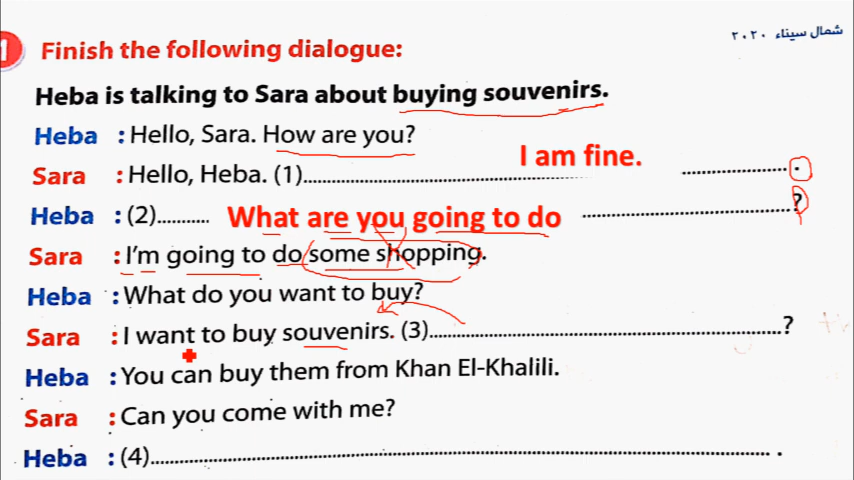 شمال سيناء ٢٠٢٠
1 Finish the following dialogue:
Heba is talking to Sara about buying souvenirs.
Heba : Hello, Sara. How are you?
I am fine.
Sara : Hello, Heba. (1).................................................. .
Heba : (2).......... What are you going to do ........................................?
Sara : I'm going to do some shopping.
Heba : What do you want to buy?
Sara : I want to buy souvenirs. (3)..................................................?
Heba : You can buy them from Khan El-Khalili.
Sara : Can you come with me?
Heba : (4).................................................. .